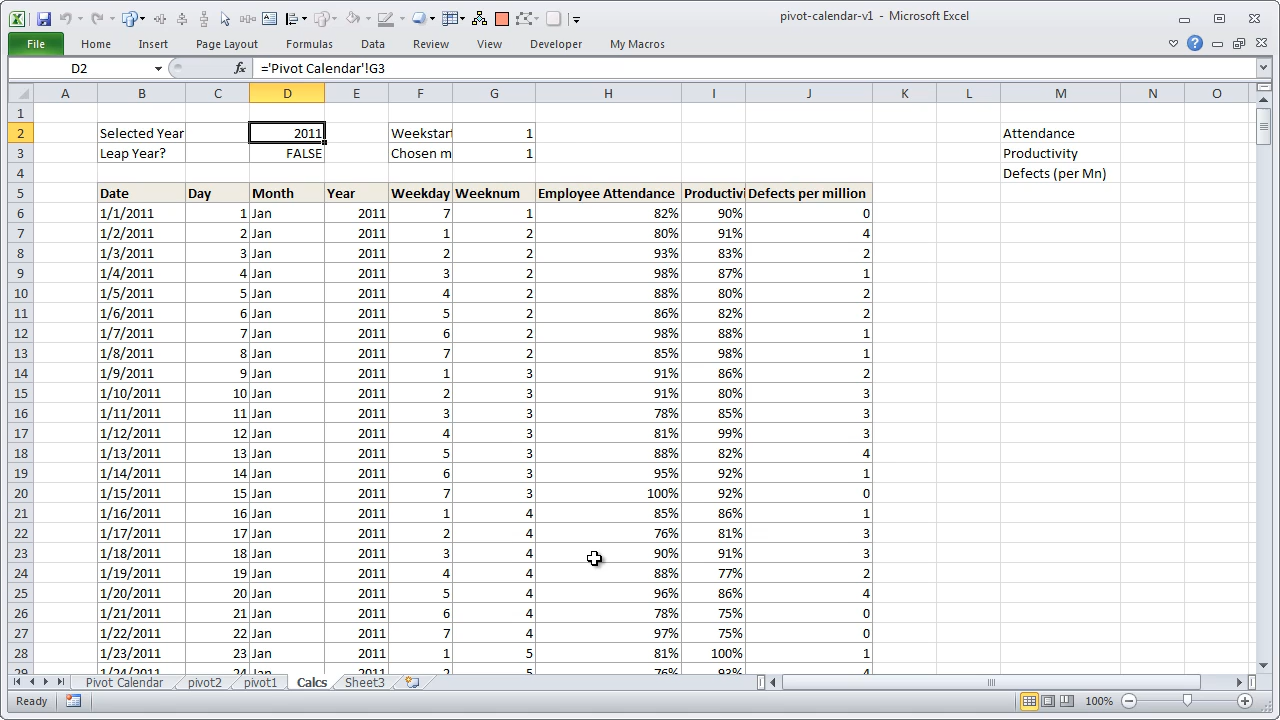 pivot-calendar-v1 - Microsoft Excel
File Home Insert Page Layout Formulas Data Review View Developer My Macros
D2 fx ='Pivot Calendar'!G3
A B C D E F G H I J K L M N O
1
2 Selected Year 2011 Weekstart 1 Attendance
3 Leap Year? FALSE Chosen m 1 Productivity
4 Defects (per Mn)
5 Date Day Month Year Weekday Weeknum Employee Attendance Productivi Defects per million
6 1/1/2011 1 Jan 2011 7 1 82% 90% 0
7 1/2/2011 2 Jan 2011 1 2 80% 91% 4
8 1/3/2011 3 Jan 2011 2 2 93% 83% 2
9 1/4/2011 4 Jan 2011 3 2 98% 87% 1
10 1/5/2011 5 Jan 2011 4 2 88% 80% 2
11 1/6/2011 6 Jan 2011 5 2 86% 82% 2
12 1/7/2011 7 Jan 2011 6 2 98% 88% 1
13 1/8/2011 8 Jan 2011 7 2 85% 98% 1
14 1/9/2011 9 Jan 2011 1 3 91% 86% 2
15 1/10/2011 10 Jan 2011 2 3 91% 80% 3
16 1/11/2011 11 Jan 2011 3 3 78% 85% 3
17 1/12/2011 12 Jan 2011 4 3 81% 99% 3
18 1/13/2011 13 Jan 2011 5 3 88% 82% 4
19 1/14/2011 14 Jan 2011 6 3 95% 92% 1
20 1/15/2011 15 Jan 2011 7 3 100% 92% 0
21 1/16/2011 16 Jan 2011 1 4 85% 86% 1
22 1/17/2011 17 Jan 2011 2 4 76% 81% 3
23 1/18/2011 18 Jan 2011 3 4 90% 91% 3
24 1/19/2011 19 Jan 2011 4 4 88% 77% 2
25 1/20/2011 20 Jan 2011 5 4 96% 86% 4
26 1/21/2011 21 Jan 2011 6 4 78% 75% 0
27 1/22/2011 22 Jan 2011 7 4 97% 75% 0
28 1/23/2011 23 Jan 2011 1 5 81% 100% 1
29 1/24/2011 24 Jan 2011 2 5 76% 93% 4
Pivot Calendar pivot2 pivot1 Calcs Sheet3
Ready 100%